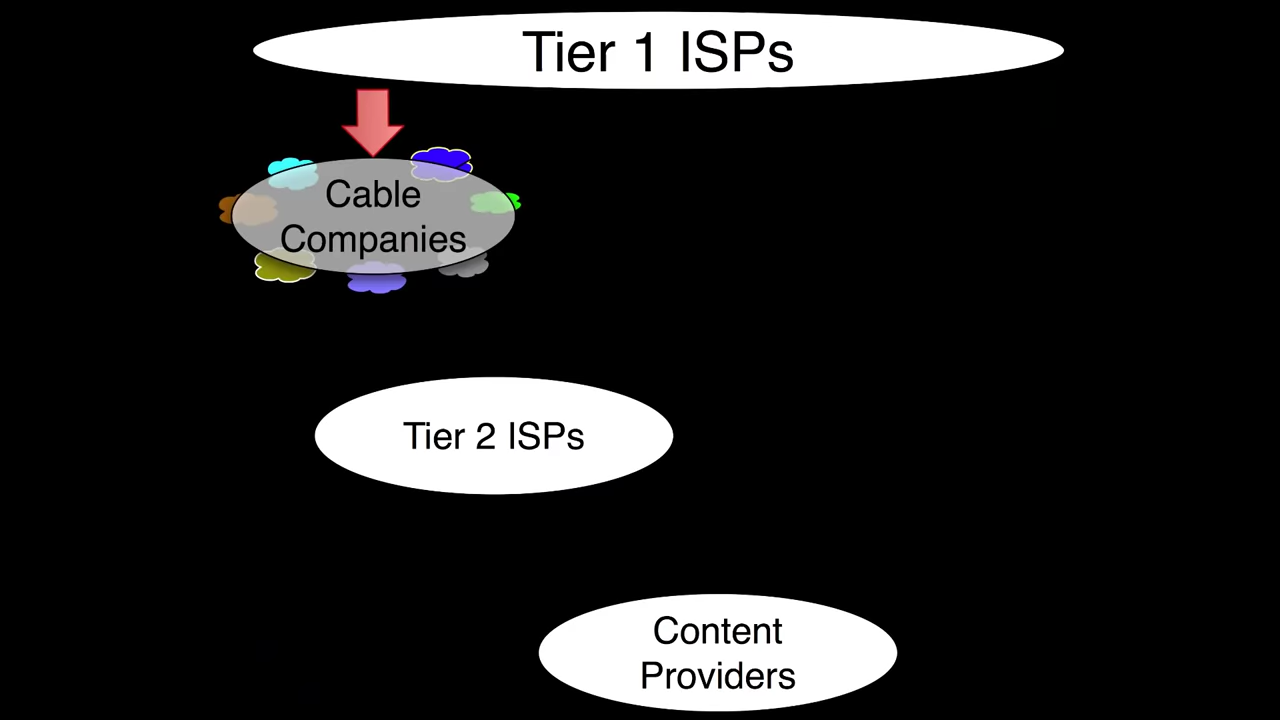 Tier 1 ISPs
Cable
Companies
Tier 2 ISPs
Content
Providers